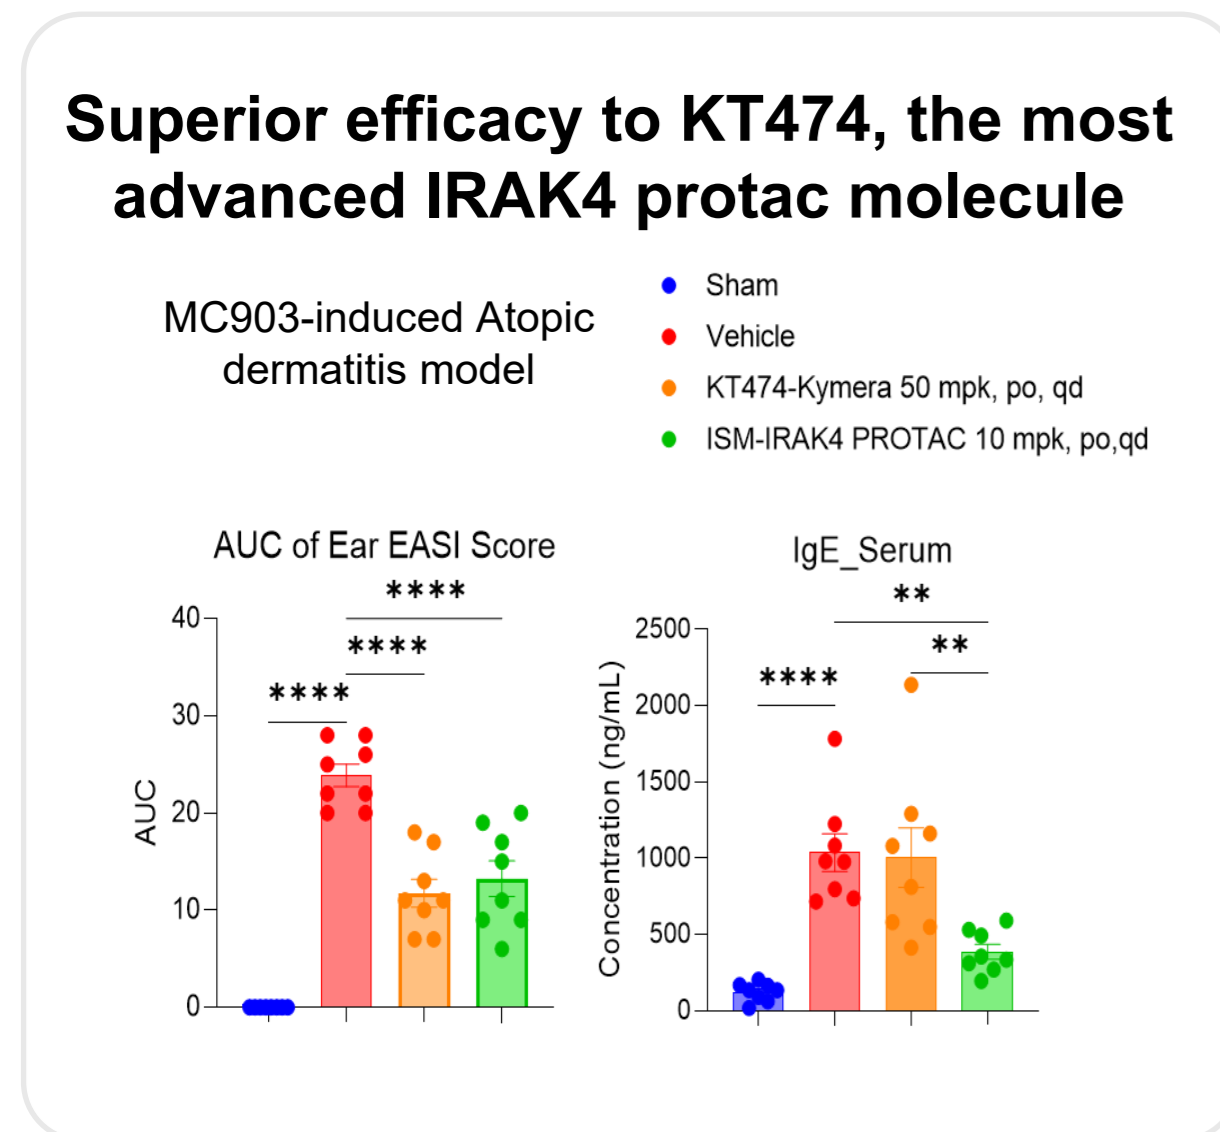 Superior efficacy to KT474, the most
advanced IRAK4 protac molecule
MC903-induced Atopic
dermatitis model
Sham
Vehicle
KT474-Kymera 50 mpk, po, qd
ISM-IRAK4 PROTAC 10 mpk, po,qd
AUC of Ear EASI Score
****
****
****
40
30
20
10
0
AUC
IgE_Serum
**
**
****
2500
2000
1500
1000
500
0
Concentration (ng/mL)